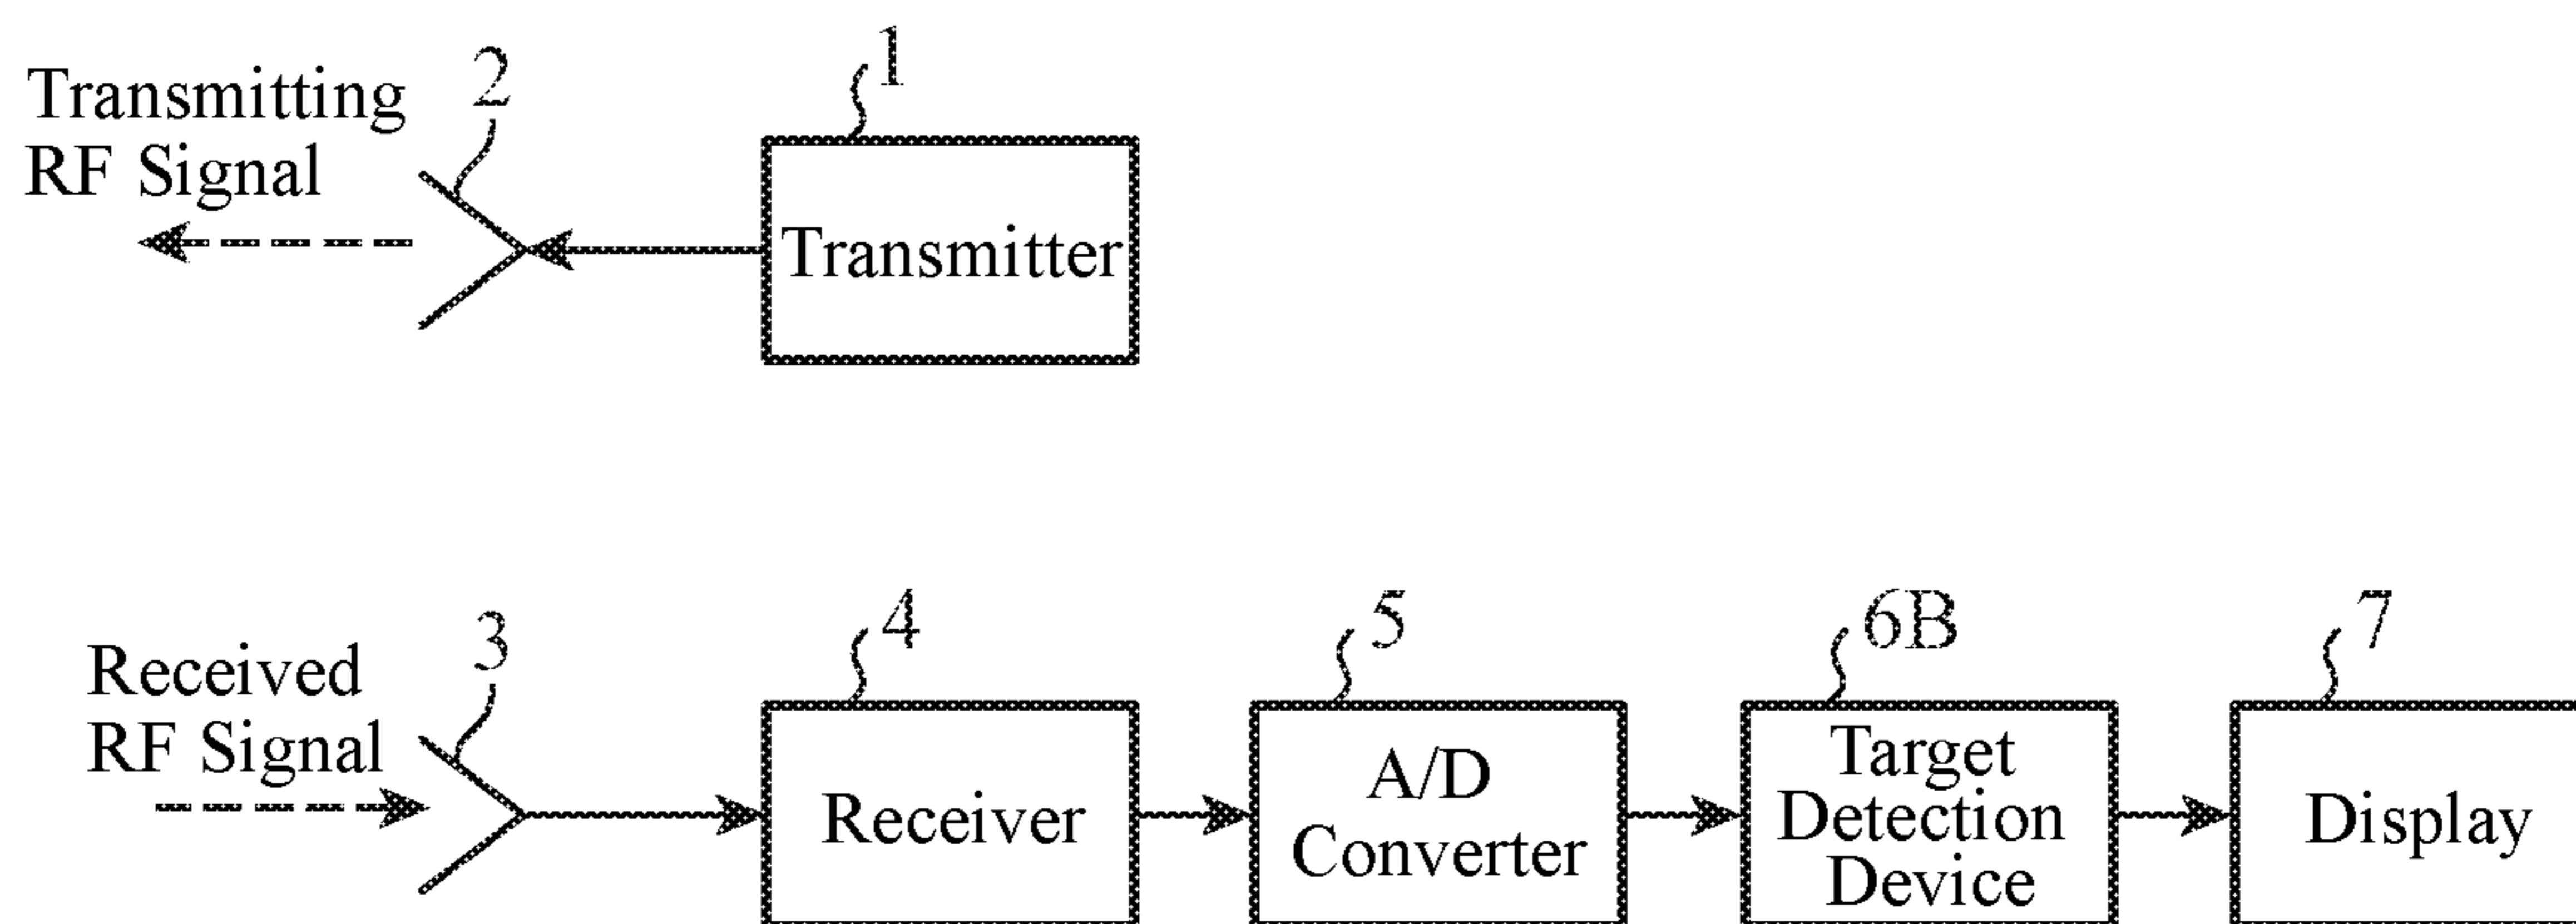 Transmitting
RF Signal
2
1
Transmitter
Received
RF Signal
3
4
Receiver
5
A/D
Converter
6B
Target
Detection
Device
7
Display